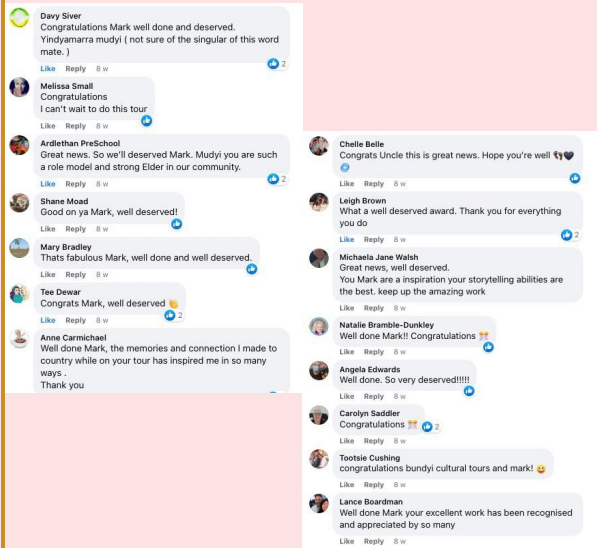 Davy Siver
Congratulations Mark well done and deserved.
Yindyamarra mudyi ( not sure of the singular of this word
mate. )
Like Reply 8 w
2
Melissa Small
Congratulations
I can't wait to do this tour
Like Reply 8 w
Ardlethan PreSchool
Great news. So we'll deserved Mark. Mudyi you are such
a role model and strong Elder in our community.
Like Reply 8 w
2
Shane Moad
Good on ya Mark, well deserved!
Like Reply 8 w
Mary Bradley
Thats fabulous Mark, well done and well deserved.
Like Reply 8 w
Tee Dewar
Congrats Mark, well deserved 👏
Like Reply 8 w
2
Anne Carmichael
Well done Mark, the memories and connection I made to
country while on your tour has inspired me in so many
ways .
Thank you
Chelle Belle
Congrats Uncle this is great news. Hope you're well 👣🖤
🌀
Like Reply 8 w
Leigh Brown
What a well deserved award. Thank you for everything
you do
Like Reply 8 w
2
Michaela Jane Walsh
Great news, well deserved.
You Mark are a inspiration your storytelling abilities are
the best. keep up the amazing work
Like Reply 8 w
Natalie Bramble-Dunkley
Well done Mark!! Congratulations 🎊
Like Reply 8 w
Angela Edwards
Well done. So very deserved!!!!!
Like Reply 8 w
Carolyn Saddler
Congratulations 🎊
2
Like Reply 8 w
Tootsie Cushing
congratulations bundyi cultural tours and mark! 😃
Like Reply 8 w
Lance Boardman
Well done Mark your excellent work has been recognised
and appreciated by so many
Like Reply 8 w